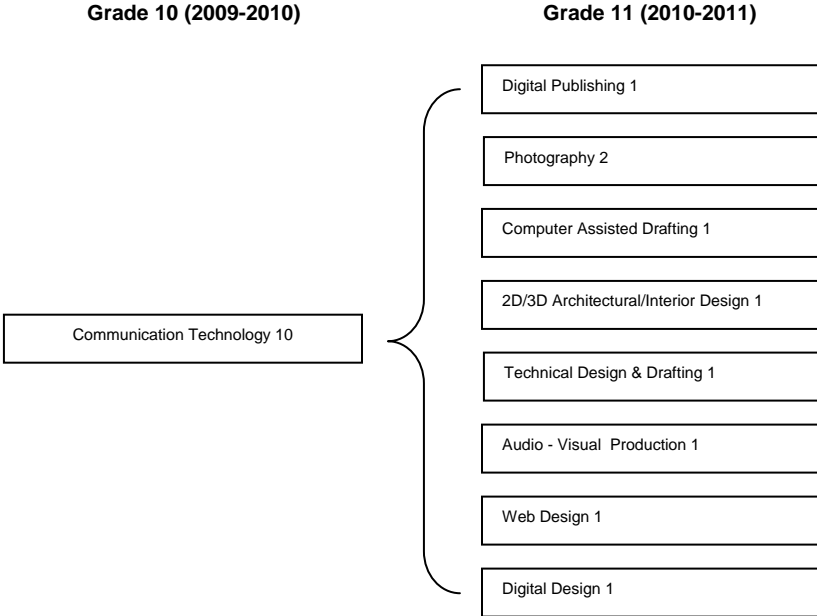 Grade 10 (2009-2010)
Grade 11 (2010-2011)
Communication Technology 10
Digital Publishing 1
Photography 2
Computer Assisted Drafting 1
2D/3D Architectural/Interior Design 1
Technical Design & Drafting 1
Audio - Visual  Production 1
Web Design 1
Digital Design 1